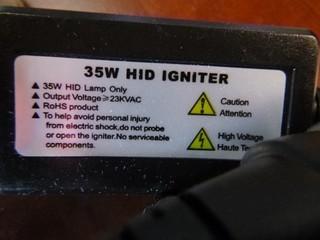 35W HID IGNITER
▲ 35W HID Lamp Only
▲ Output Voltage≥23KVAC
▲ RoHS product
▲ To help avoid personal injury
from electric shock,do not probe
or open the igniter.No serviceable
components.
Caution
Attention
High Voltage
Haute